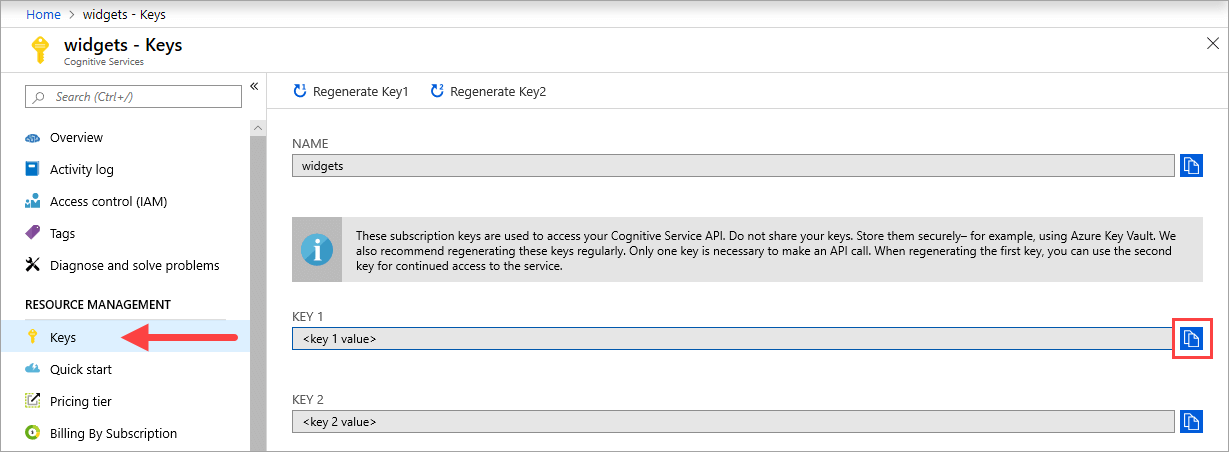 Home > widgets - Keys
widgets - Keys
Cognitive Services
Search (Ctrl+/)
«
Overview
Activity log
Access control (IAM)
Tags
Diagnose and solve problems
RESOURCE MANAGEMENT
Keys
Quick start
Pricing tier
Billing By Subscription
1 Regenerate Key1
2 Regenerate Key2
NAME
widgets
i
These subscription keys are used to access your Cognitive Service API. Do not share your keys. Store them securely– for example, using Azure Key Vault. We
also recommend regenerating these keys regularly. Only one key is necessary to make an API call. When regenerating the first key, you can use the second
key for continued access to the service.
KEY 1
<key 1 value>
KEY 2
<key 2 value>